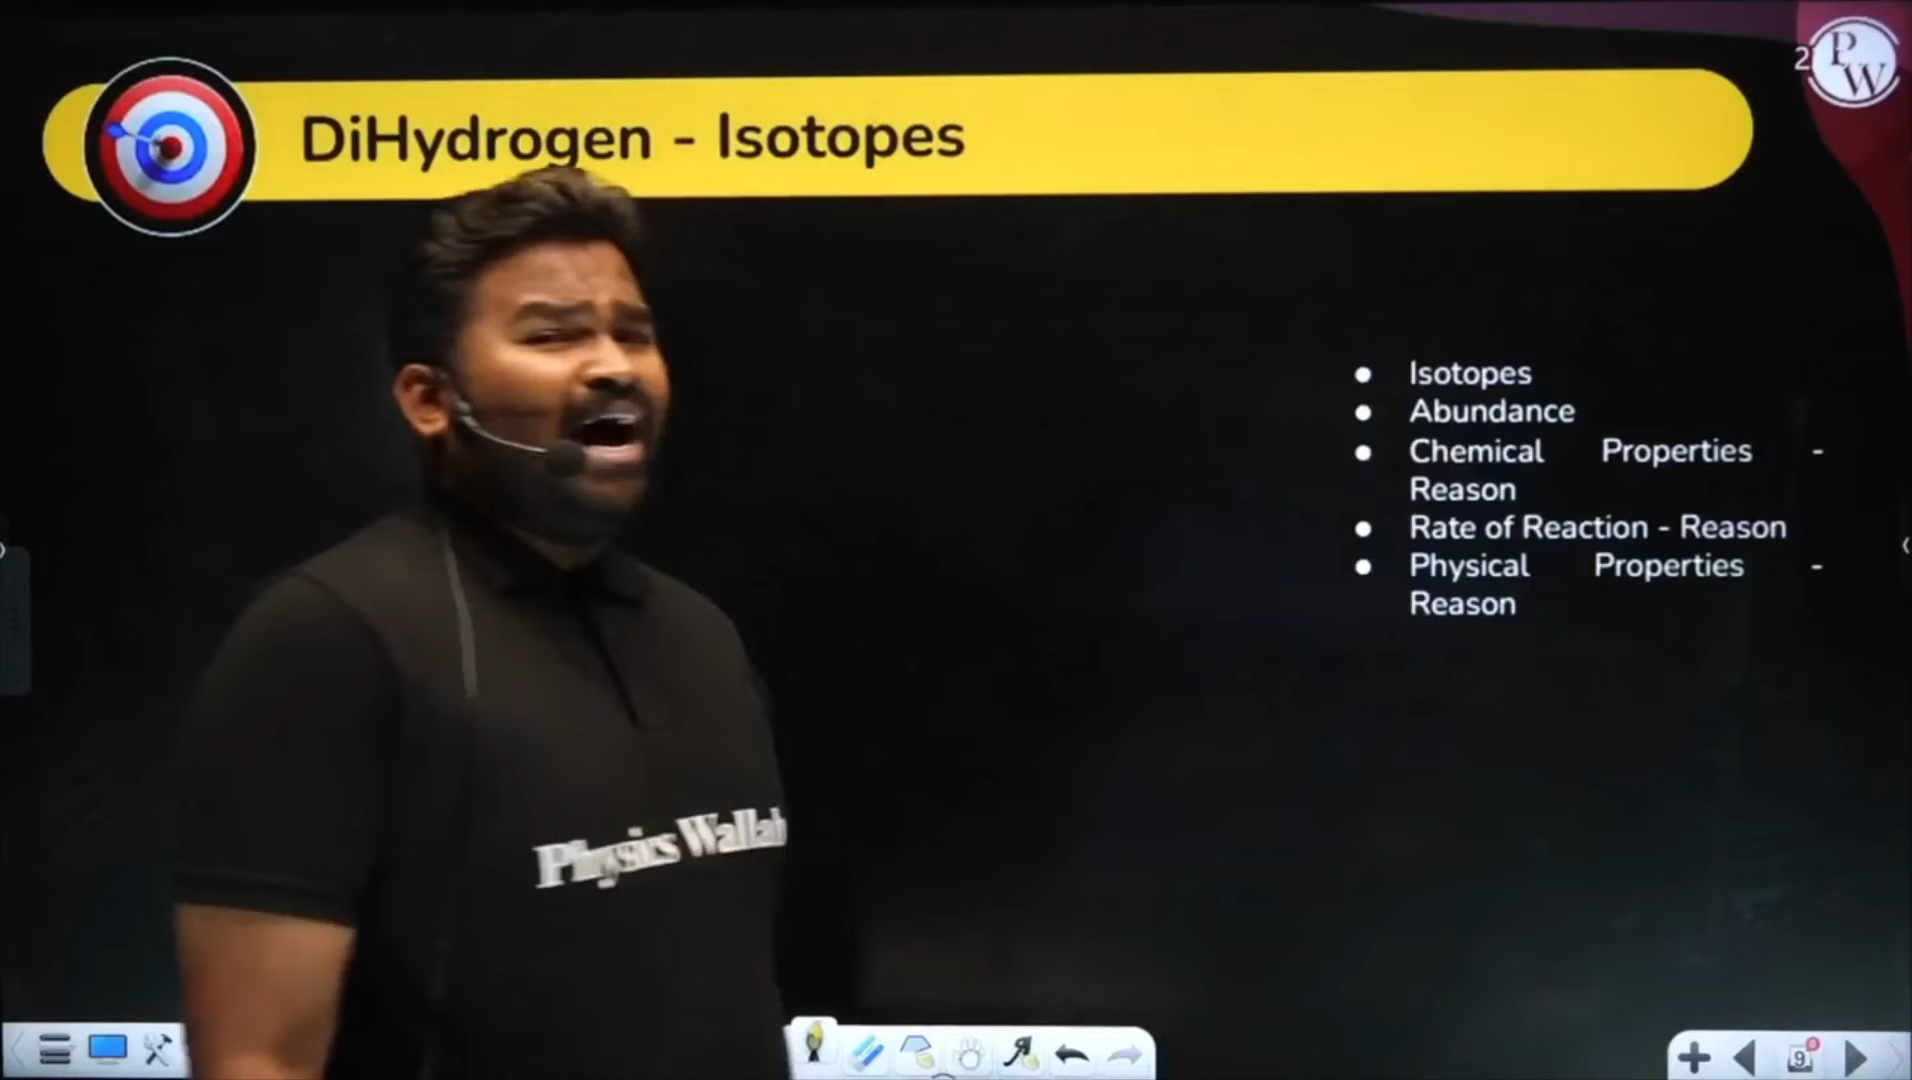 2
PW
DiHydrogen - Isotopes
Isotopes
Abundance
Chemical Properties -
Reason
Rate of Reaction - Reason
Physical Properties -
Reason
Physics Wallah
9